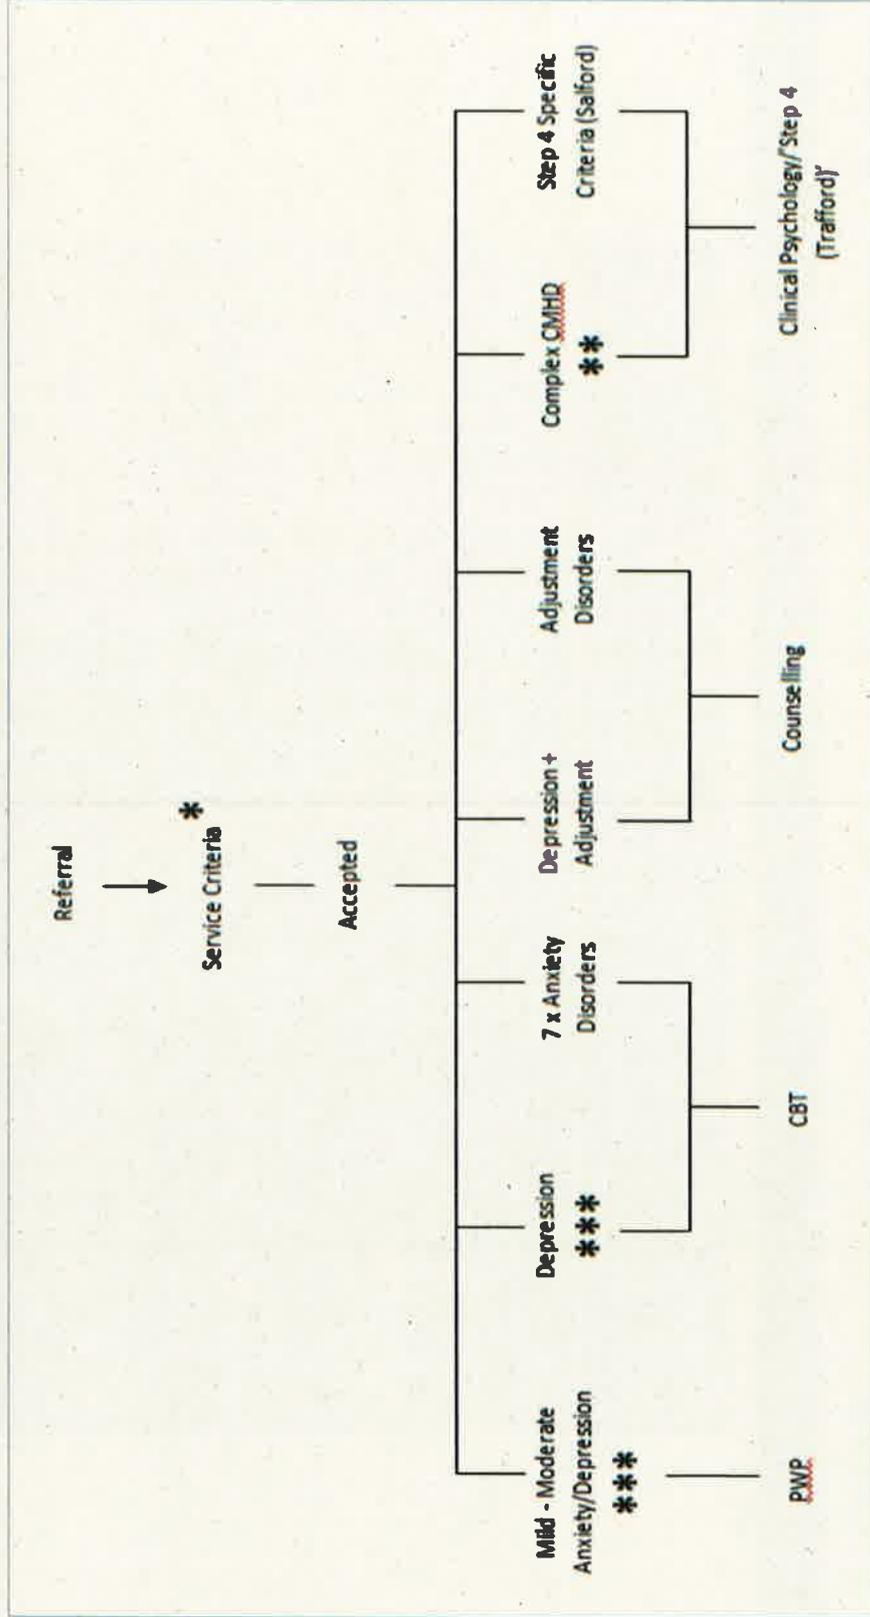 Referral
Service Criteria *
Accepted
Mild - Moderate
Anxiety/Depression
***
Depression
***
7 x Anxiety
Disorders
Depression +
Adjustment
Adjustment
Disorders
Complex CMHD
**
Step 4 Specific
Criteria (Salford)
PWP
CBT
Counselling
Clinical Psychology/"Step 4
(Trafford)"